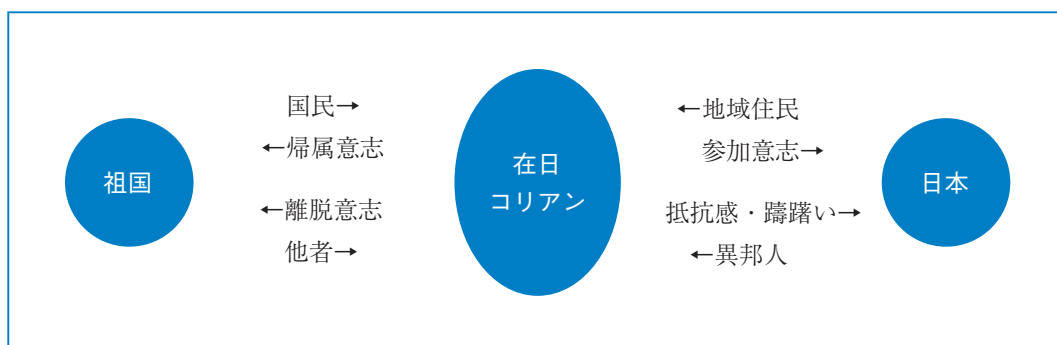 祖国
国民→
←帰属意志
←離脱意志
他者→
在日
コリアン
←地域住民
参加意志→
抵抗感・躊躇い→
←異邦人
日本